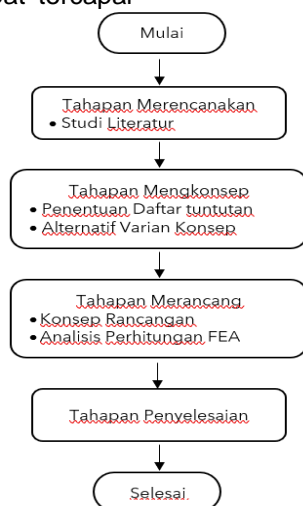 tercapai
Mulai
Tahapan Merencanakan
• Studi Literatur
Tahapan Mengkonsep
• Penentuan Daftar tuntutan
• Alternatif Varian Konsep
Tahapan Merancang
• Konsep Rancangan
• Analisis Perhitungan FEA
Tahapan Penyelesaian
Selesai